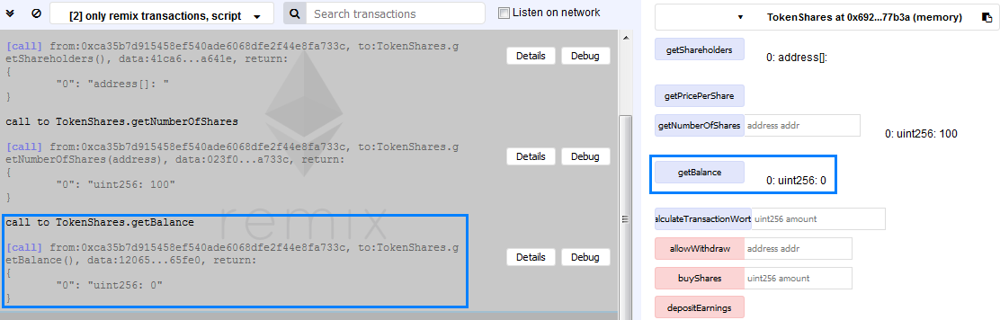 [2] only remix transactions, script
Search transactions
Listen on network
[call] from:0xca35b7d915458ef540ade6068dfe2f44e8fa733c, to:TokenShares.g
etShareholders(), data:41ca6...a641e, return:
{
"0": "address[]: "
}
Details
Debug
call to TokenShares.getNumberOfShares
[call] from:0xca35b7d915458ef540ade6068dfe2f44e8fa733c, to:TokenShares.g
etNumberOfShares(address), data:023f0...a733c, return:
{
"0": "uint256: 100"
}
Details
Debug
remix
call to TokenShares.getBalance
[call] from:0xca35b7d915458ef540ade6068dfe2f44e8fa733c, to:TokenShares.g
etBalance(), data:12065...65fe0, return:
{
"0": "uint256: 0"
}
Details
Debug
TokenShares at 0x692...77b3a (memory)
getShareholders
0: address[]:
getPricePerShare
getNumberOfShares
address addr
0: uint256: 100
getBalance
0: uint256: 0
alculateTransactionWort
uint256 amount
allowWithdraw
address addr
buyShares
uint256 amount
depositEarnings